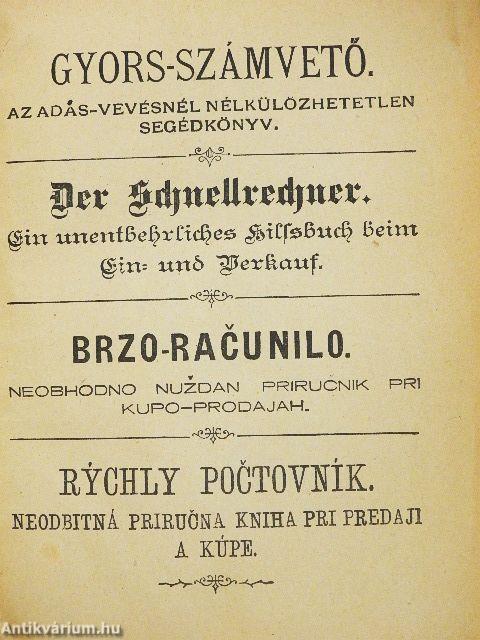 GYORS-SZÁMVETŐ.
AZ ADÁS-VEVÉSNÉL NÉLKÜLÖZHETETLEN
SEGÉDKÖNYV.
Der Schnellrechner.
Ein unentbehrliches Hilfsbuch beim
Ein- und Verkauf.
BRZO-RAČUNILO.
NEOBHODNO NUŽDAN PRIRUČNIK PRI
KUPO-PRODAJAH.
RÝCHLY POČTOVNÍK.
NEODBITNÁ PRIRUČNA KNIHA PRI PREDAJI
A KÚPE.
Antikvárium.hu